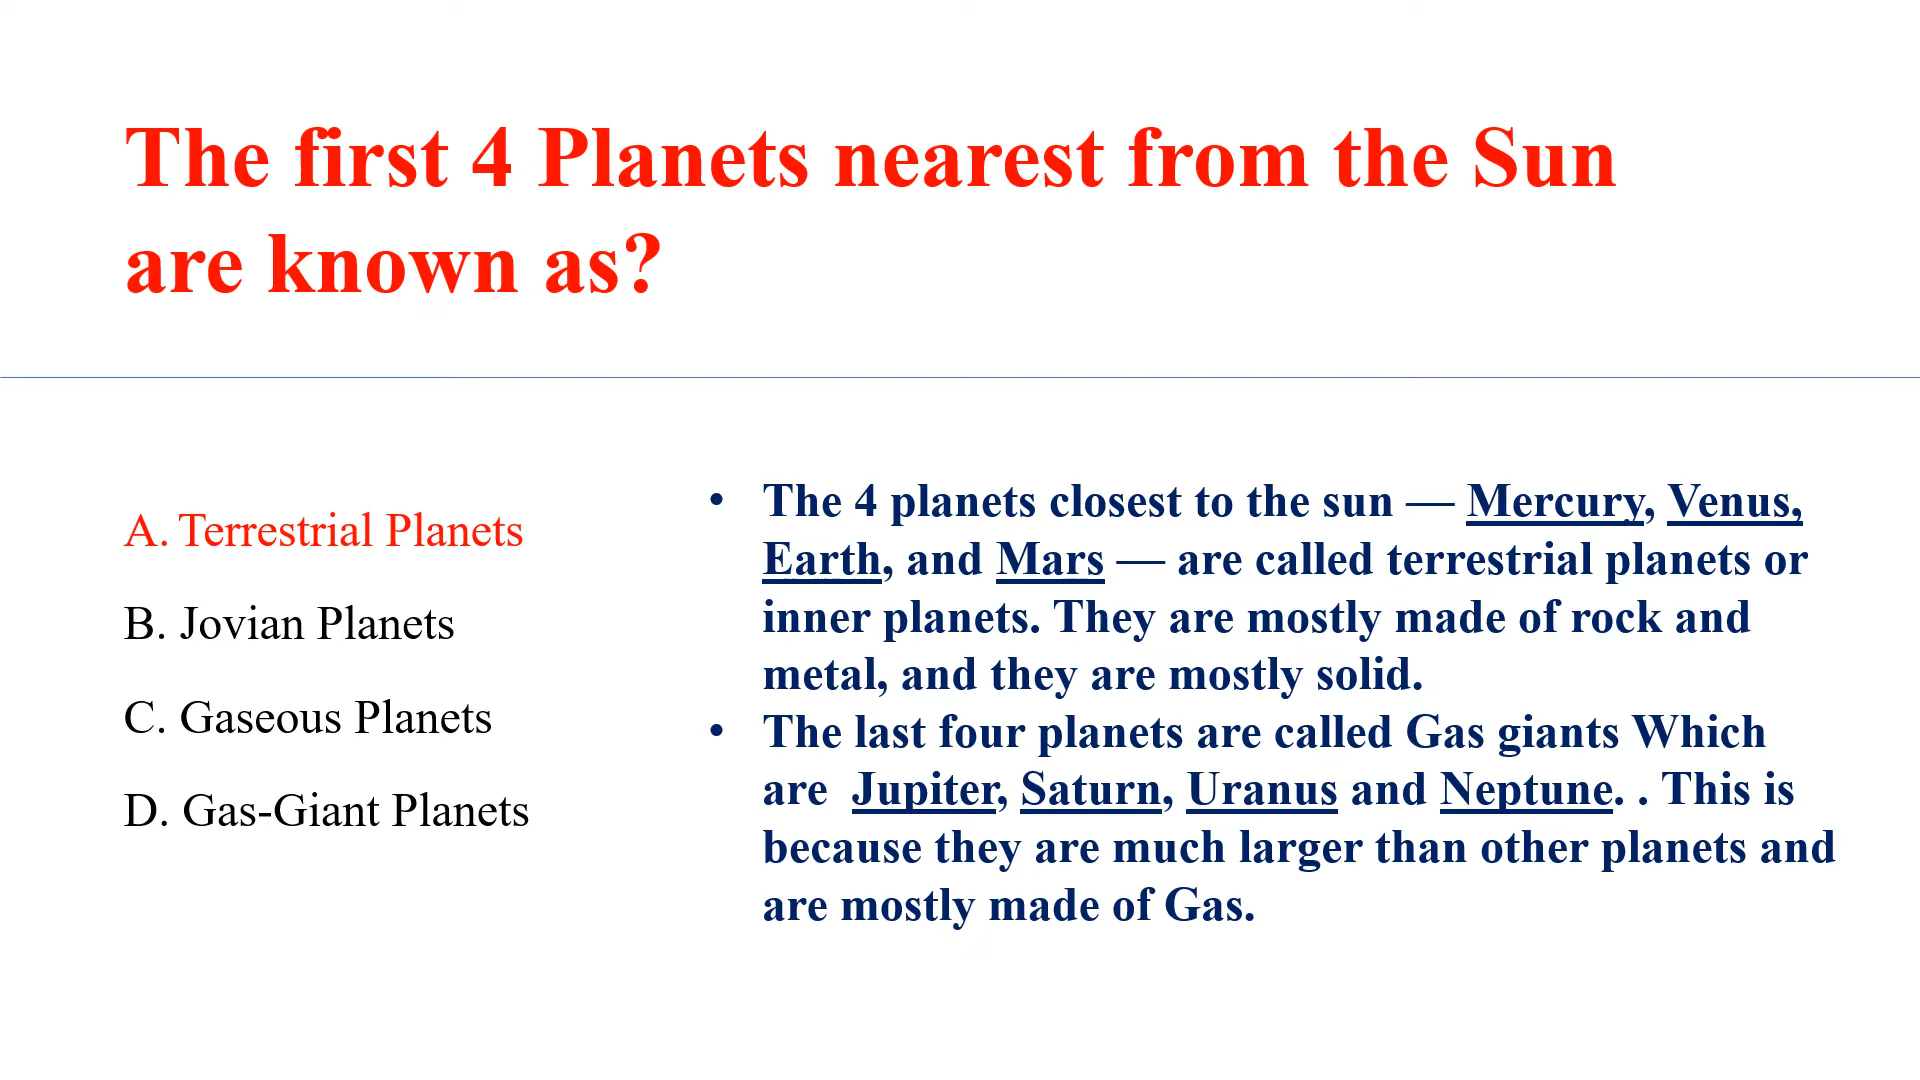 The first 4 Planets nearest from the Sun
are known as?
A. Terrestrial Planets
B. Jovian Planets
C. Gaseous Planets
D. Gas-Giant Planets
• The 4 planets closest to the sun — Mercury, Venus,
Earth, and Mars — are called terrestrial planets or
inner planets. They are mostly made of rock and
metal, and they are mostly solid.
• The last four planets are called Gas giants Which
are  Jupiter, Saturn, Uranus and Neptune. . This is
because they are much larger than other planets and
are mostly made of Gas.